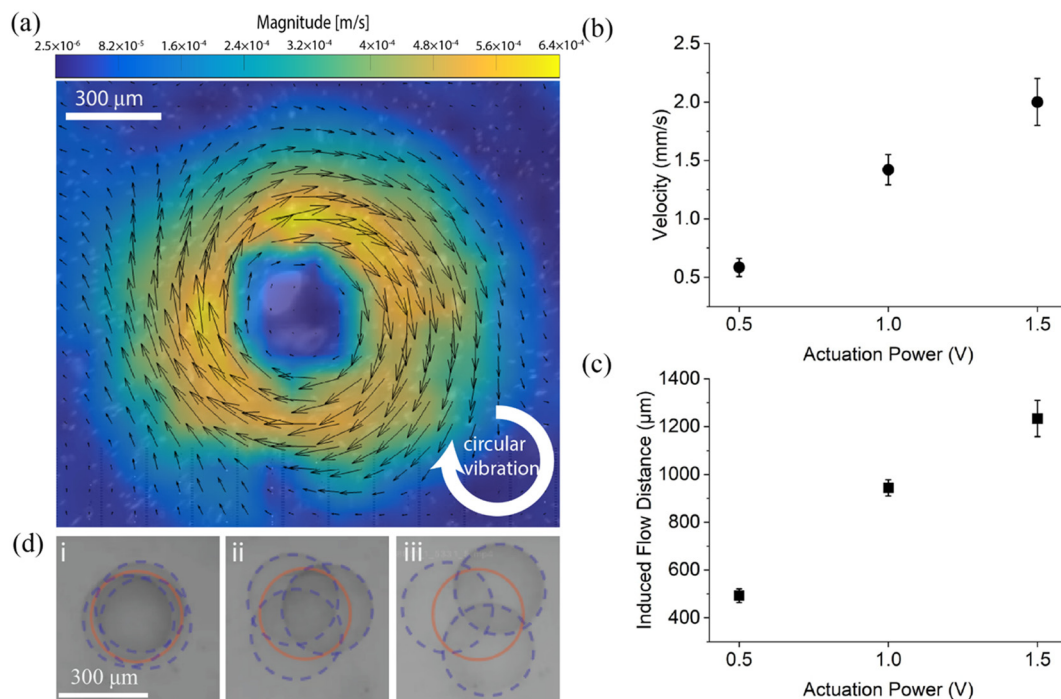 (a)
Magnitude [m/s]
2.5×10⁻⁶ 8.2×10⁻⁵ 1.6×10⁻⁴ 2.4×10⁻⁴ 3.2×10⁻⁴ 4×10⁻⁴ 4.8×10⁻⁴ 5.6×10⁻⁴ 6.4×10⁻⁴
300 μm
circular
vibration
(b)
2.5
2.0
1.5
1.0
0.5
Velocity (mm/s)
0.5 1.0 1.5
Actuation Power (V)
(c)
1400
1200
1000
800
600
400
Induced Flow Distance (μm)
0.5 1.0 1.5
Actuation Power (V)
(d)
i
ii
iii
300 μm